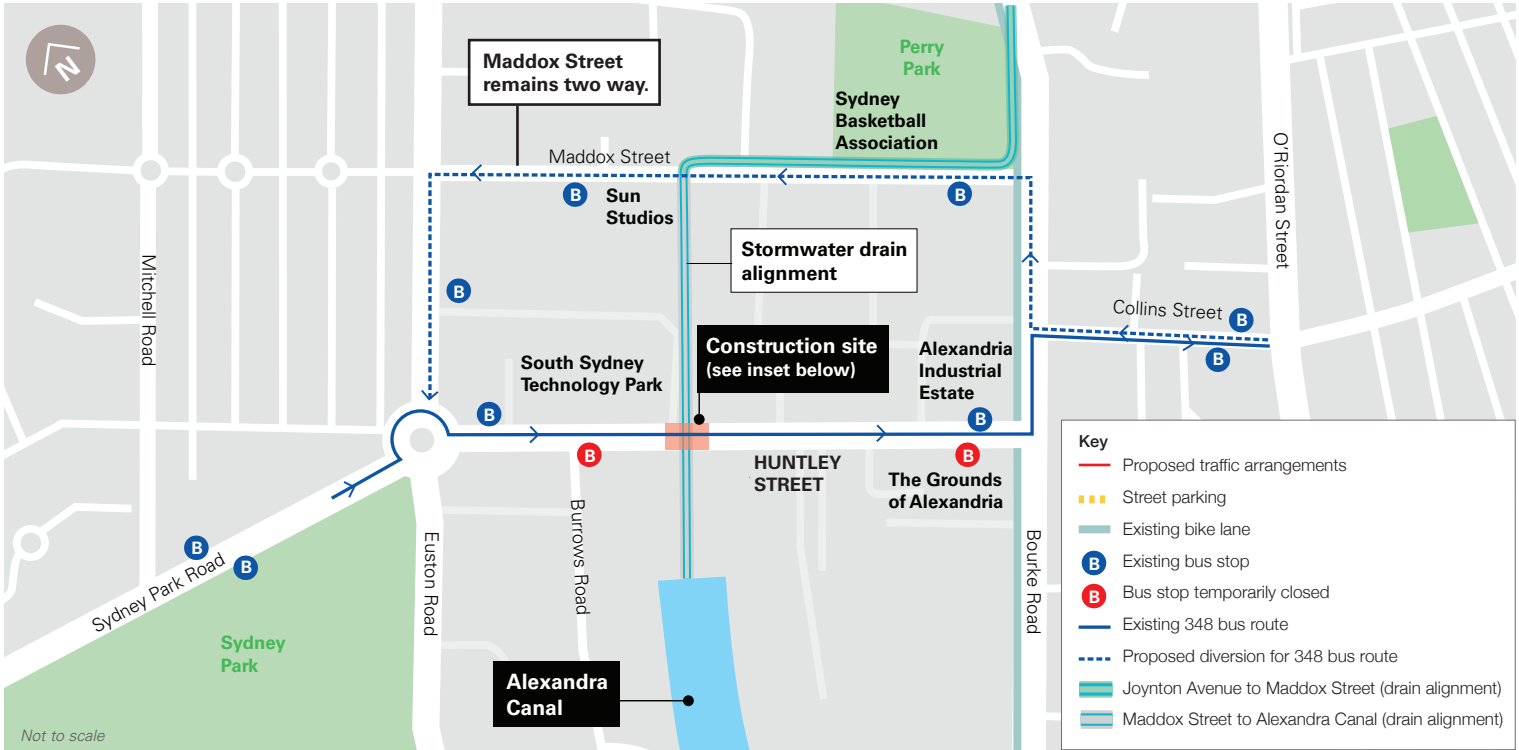 N
Maddox Street
remains two way.
Perry
Park
Sydney
Basketball
Association
Maddox Street
B
Sun
Studios
B
O'Riordan Street
Stormwater drain
alignment
Mitchell Road
B
Collins Street
B
B
Construction site
(see inset below)
Alexandria
Industrial
Estate
South Sydney
Technology Park
B
B
B
B
HUNTLEY
STREET
The Grounds
of Alexandria
Burrows Road
Euston Road
Bourke Road
B
B
Sydney Park Road
Sydney
Park
Alexandra
Canal
Not to scale
Key
Proposed traffic arrangements
Street parking
Existing bike lane
B Existing bus stop
B Bus stop temporarily closed
Existing 348 bus route
Proposed diversion for 348 bus route
Joynton Avenue to Maddox Street (drain alignment)
Maddox Street to Alexandra Canal (drain alignment)